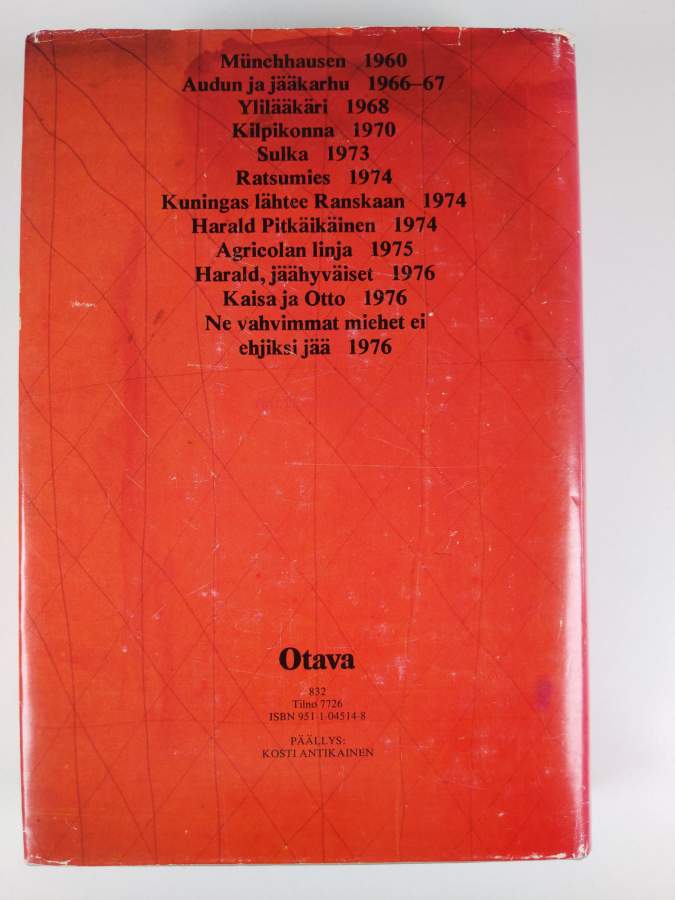 Münchhausen 1960
Audun ja jääkarhu 1966–67
Ylilääkäri 1968
Kilpikonna 1970
Sulka 1973
Ratsumies 1974
Kuningas lähtee Ranskaan 1974
Harald Pitkäikäinen 1974
Agricolan linja 1975
Harald, jäähyväiset 1976
Kaisa ja Otto 1976
Ne vahvimmat miehet ei
ehjiksi jää 1976
Otava
832
Tilno 7726
ISBN 951-1-04514-8
PÄÄLLYS:
KOSTI ANTIKAINEN